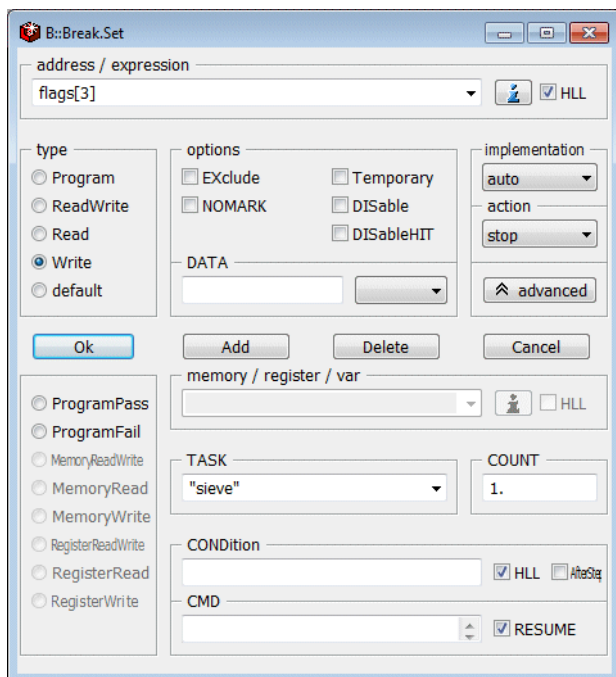 B::Break.Set
address / expression
flags[3]
i
HLL
type
Program
ReadWrite
Read
Write
default
options
EXclude
Temporary
NOMARK
DISable
DISableHIT
DATA
implementation
auto
action
stop
advanced
Ok
Add
Delete
Cancel
ProgramPass
ProgramFail
MemoryReadWrite
MemoryRead
MemoryWrite
RegisterReadWrite
RegisterRead
RegisterWrite
memory / register / var
i
HLL
TASK
"sieve"
COUNT
1.
CONDition
HLL
AfterStep
CMD
RESUME